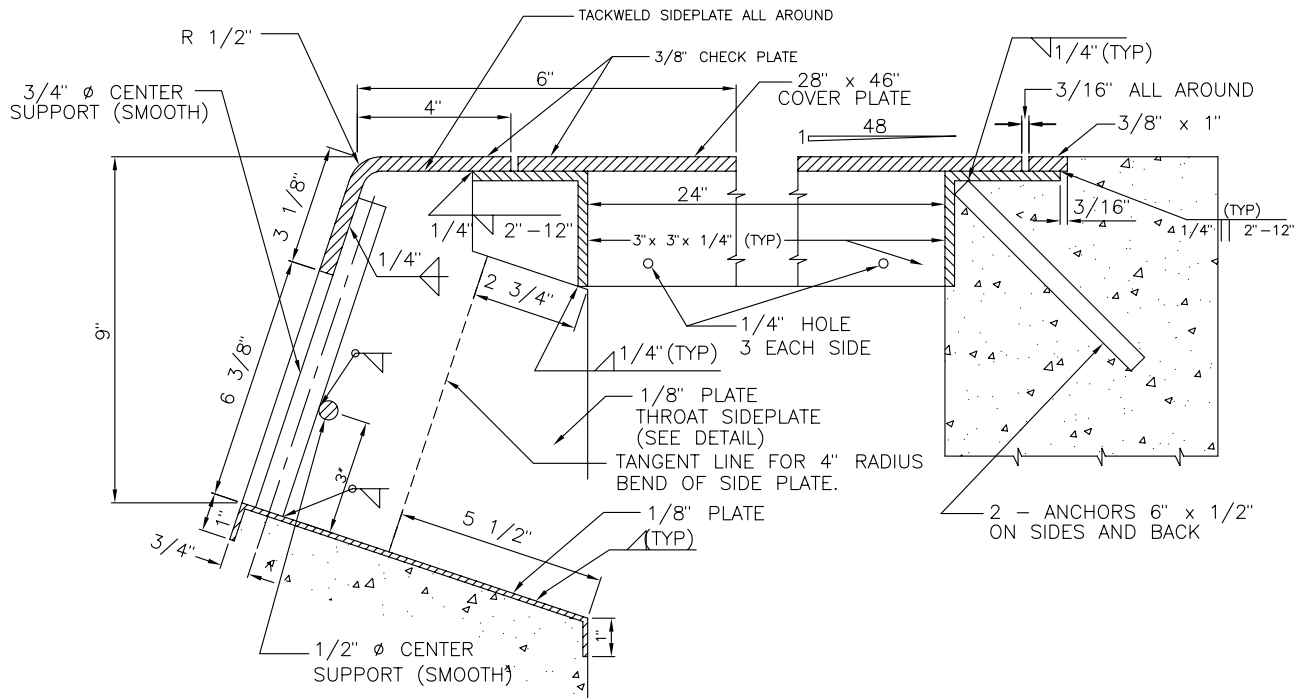 TACKWELD SIDEPLATE ALL AROUND
R 1/2"
3/8" CHECK PLATE
1/4" (TYP)
6"
28" x 46"
COVER PLATE
3/4" ø CENTER
SUPPORT (SMOOTH)
3/16" ALL AROUND
4"
48
1
3/8" x 1"
3 1/8"
24"
3/16"
(TYP)
1/4"
2"-12"
1/4"
2"-12"
3"x 3"x 1/4" (TYP)
1/4"
2 3/4"
9"
1/4" HOLE
3 EACH SIDE
1/4" (TYP)
6 3/8"
1/8" PLATE
THROAT SIDEPLATE
(SEE DETAIL)
TANGENT LINE FOR 4" RADIUS
BEND OF SIDE PLATE.
3"
1"
5 1/2"
1/8" PLATE
(TYP)
2 - ANCHORS 6" x 1/2"
ON SIDES AND BACK
3/4"
1"
1/2" ø CENTER
SUPPORT (SMOOTH)